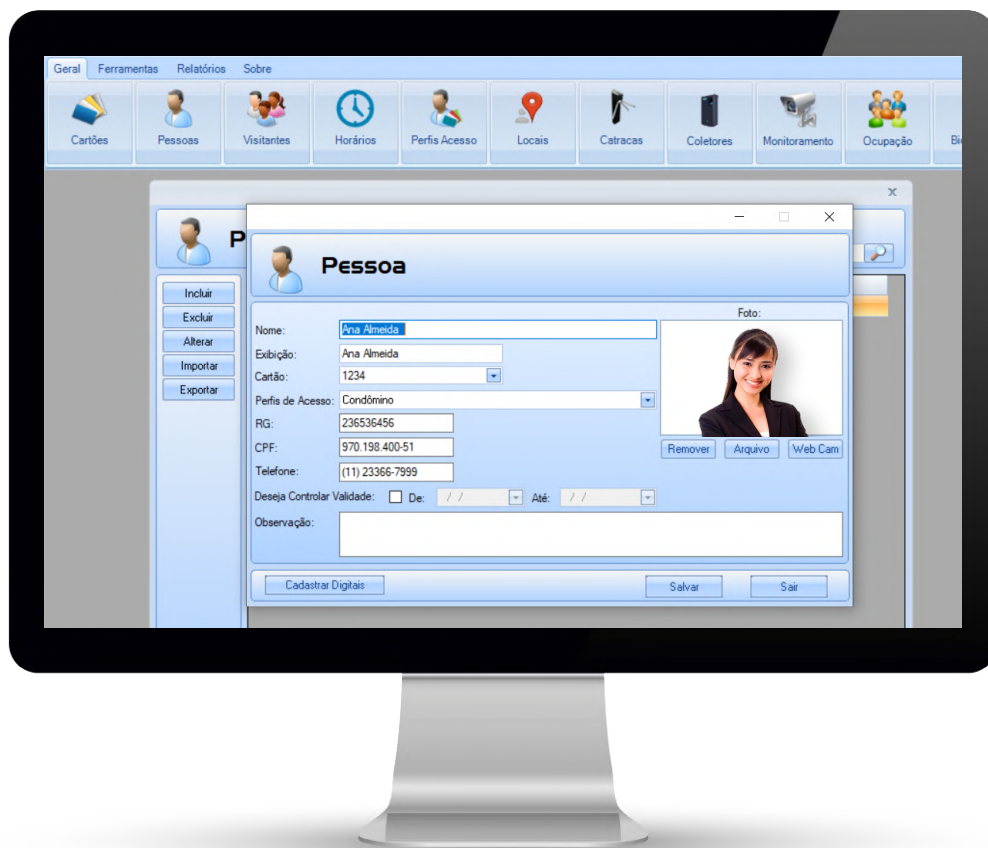 Geral Ferramentas Relatórios Sobre
Cartões Pessoas Visitantes Horários Perfis Acesso Locais Catracas Coletores Monitoramento Ocupação
Pessoa
Incluir
Excluir
Alterar
Importar
Exportar
Foto:
Nome: Ana Almeida
Exibição: Ana Almeida
Cartão: 1234
Perfis de Acesso: Condômino
RG: 236536456
CPF: 970.198.400-51
Remover Arquivo Web Cam
Telefone: (11) 23366-7999
Deseja Controlar Validade: De: / / Até: / /
Observação:
Cadastrar Digitais Salvar Sair